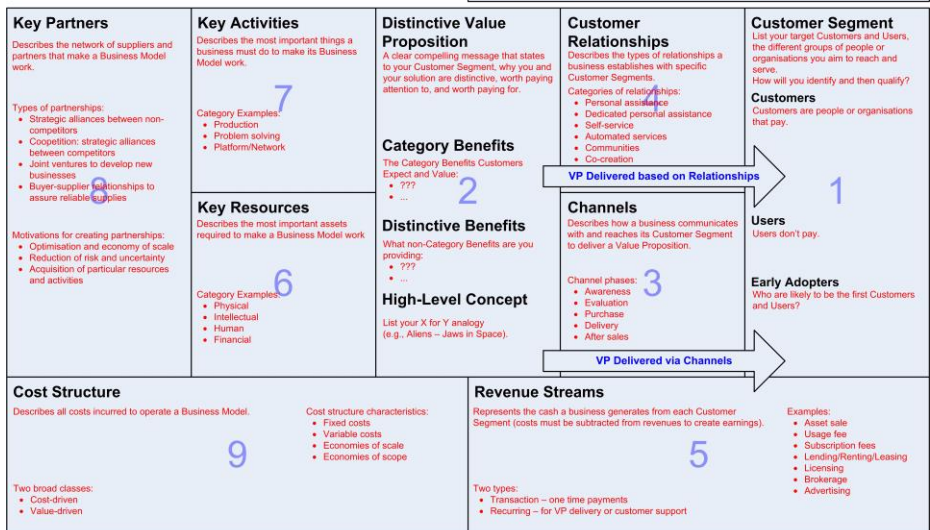 Key Partners
Describes the network of suppliers and
partners that make a Business Model
work.
Types of partnerships:
• Strategic alliances between non-
competitors
• Coopetition: strategic alliances
between competitors
• Joint ventures to develop new
businesses
• Buyer-supplier relationships to
assure reliable supplies
8
Motivations for creating partnerships:
• Optimisation and economy of scale
• Reduction of risk and uncertainty
• Acquisition of particular resources
and activities
Key Activities
Describes the most important things a
business must do to make its Business
Model work.
7
Category Examples:
• Production
• Problem solving
• Platform/Network
Key Resources
Describes the most important assets
required to make a Business Model work
6
Category Examples:
• Physical
• Intellectual
• Human
• Financial
Distinctive Value
Proposition
A clear compelling message that states
to your Customer Segment, why you and
your solution are distinctive, worth paying
attention to, and worth paying for.
Category Benefits
The Category Benefits Customers
Expect and Value:
• ???
• ...
2
Distinctive Benefits
What non-Category Benefits are you
providing:
• ???
• ...
High-Level Concept
List your X for Y analogy
(e.g., Aliens – Jaws in Space).
Customer
Relationships
Describes the types of relationships a
business establishes with specific
Customer Segments.
Categories of relationships:
• Personal assistance
• Dedicated personal assistance
• Self-service
• Automated services
• Communities
• Co-creation
4
VP Delivered based on Relationships
Channels
Describes how a business communicates
with and reaches its Customer Segment
to deliver a Value Proposition.
3
Channel phases:
• Awareness
• Evaluation
• Purchase
• Delivery
• After sales
VP Delivered via Channels
Customer Segment
List your target Customers and Users,
the different groups of people or
organisations you aim to reach and
serve.
How will you identify and then qualify?
Customers
Customers are people or organisations
that pay.
1
Users
Users don't pay.
Early Adopters
Who are likely to be the first Customers
and Users?
Cost Structure
Describes all costs incurred to operate a Business Model.
Cost structure characteristics:
• Fixed costs
• Variable costs
• Economies of scale
• Economies of scope
9
Two broad classes:
• Cost-driven
• Value-driven
Revenue Streams
Represents the cash a business generates from each Customer
Segment (costs must be subtracted from revenues to create earnings).
Examples:
• Asset sale
• Usage fee
• Subscription fees
• Lending/Renting/Leasing
• Licensing
• Brokerage
• Advertising
5
Two types:
• Transaction – one time payments
• Recurring – for VP delivery or customer support